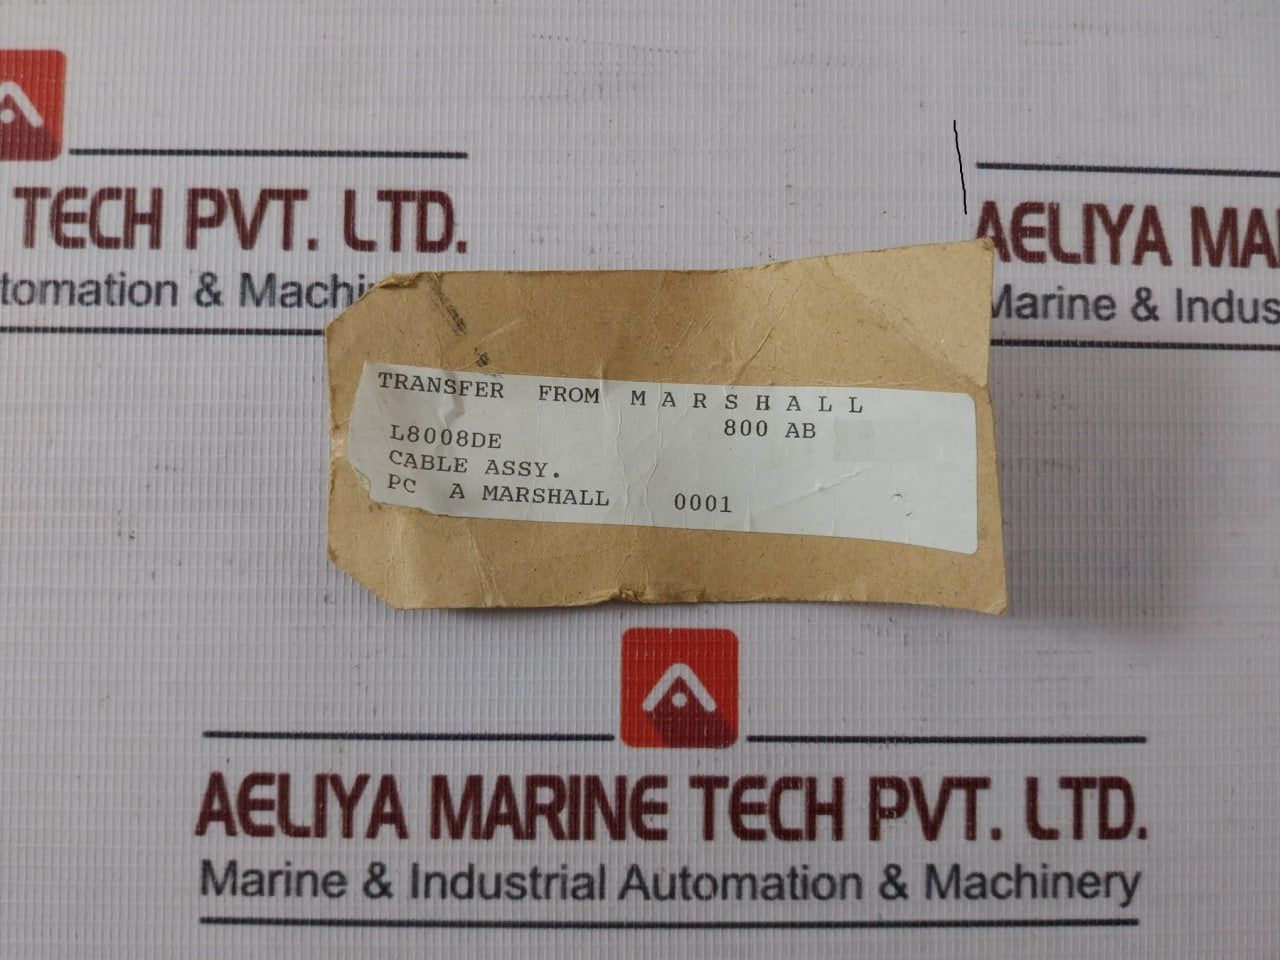 TECH PVT. LTD.
tomation & Machi
AELIYA MA
Marine & Indus
TRANSFER FROM M A R S H A L L
L8008DE 800 AB
CABLE ASSY.
PC A MARSHALL 0001
AELIYA MARINE TECH PVT. LTD.
Marine & Industrial Automation & Machinery